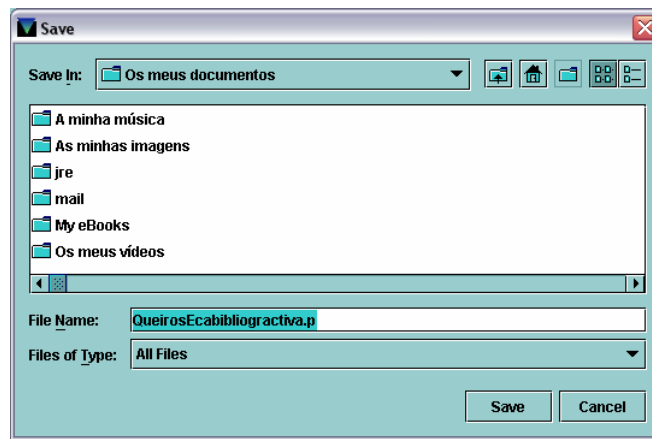 Save
Save In: Os meus documentos
A minha música
As minhas imagens
jre
mail
My eBooks
Os meus vídeos
File Name: QueirosEcabibliogractiva.p
Files of Type: All Files
Save Cancel